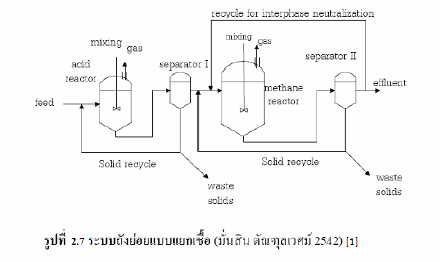 recycle for interphase neutralization
mixing
gas
acid
reactor
separator I
mixing
gas
separator II
feed
methane
reactor
effluent
Solid recycle
Solid recycle
waste
solids
waste
solids
รูปที่ 2.7 ระบบถังย่อยแบบแยกเชื้อ (มั่นสิน ตัณฑุลเวศม์ 2542) [1]